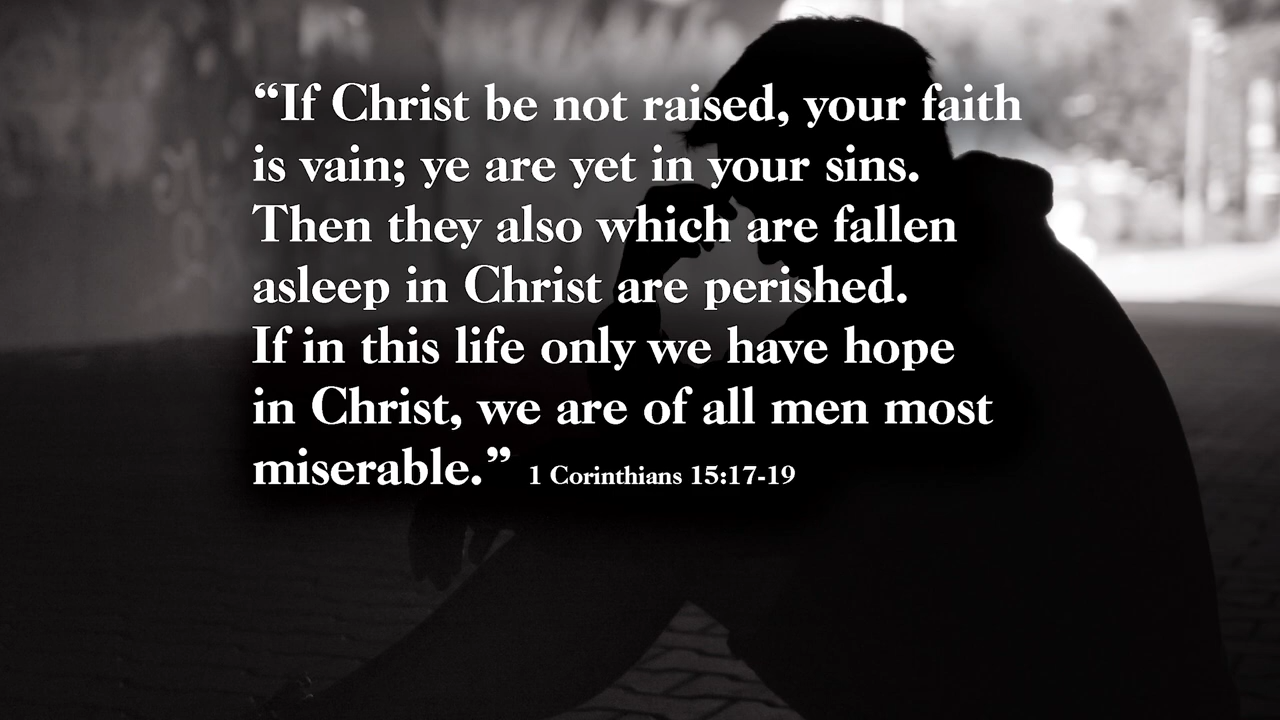 “If Christ be not raised, your faith
is vain; ye are yet in your sins.
Then they also which are fallen
asleep in Christ are perished.
If in this life only we have hope
in Christ, we are of all men most
miserable.” 1 Corinthians 15:17-19